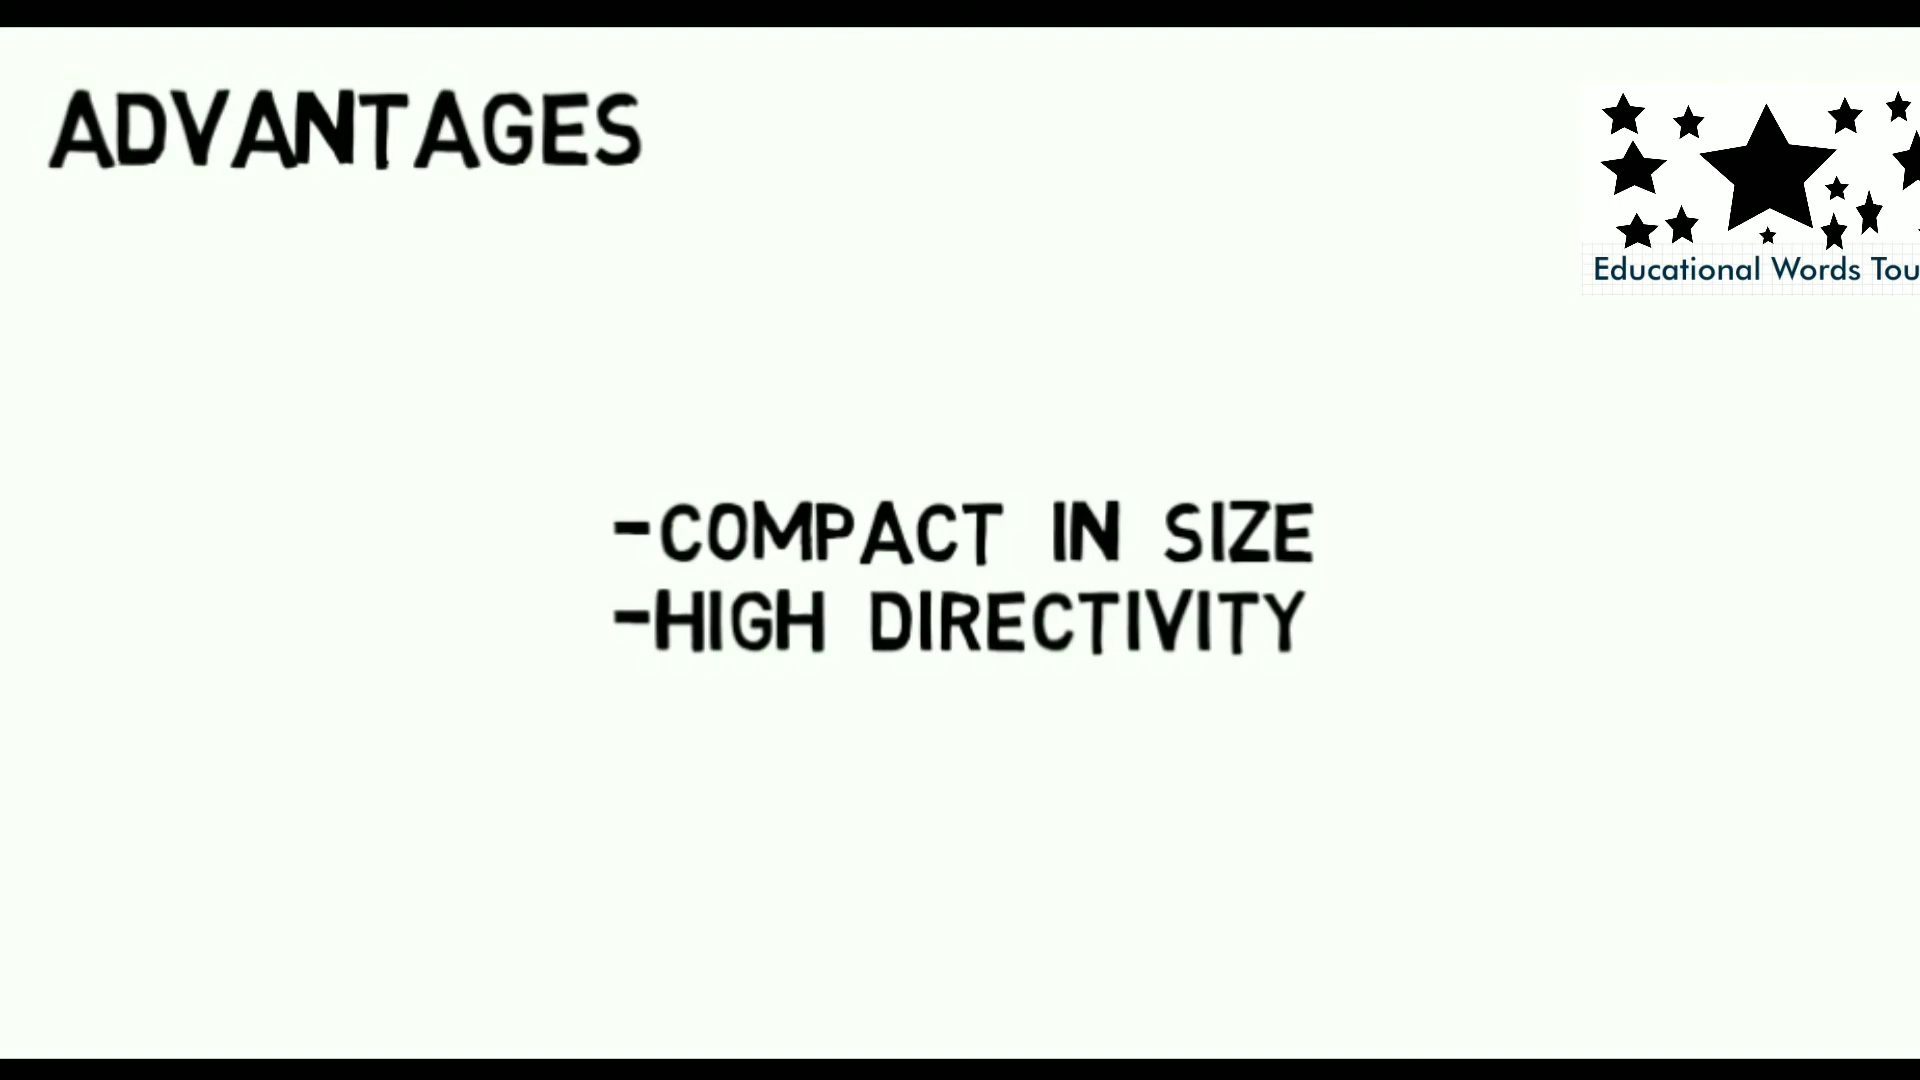 ADVANTAGES
Educational Words Tou
-COMPACT IN SIZE
-HIGH DIRECTIVITY